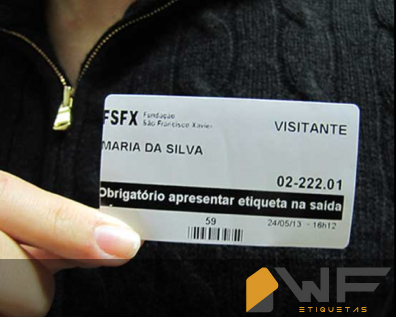 FSFX Fundação
São Francisco Xavier
VISITANTE
MARIA DA SILVA
02-222.01
Obrigatório apresentar etiqueta na saída
59
24/05/13 - 16h12
WF
ETIQUETAS